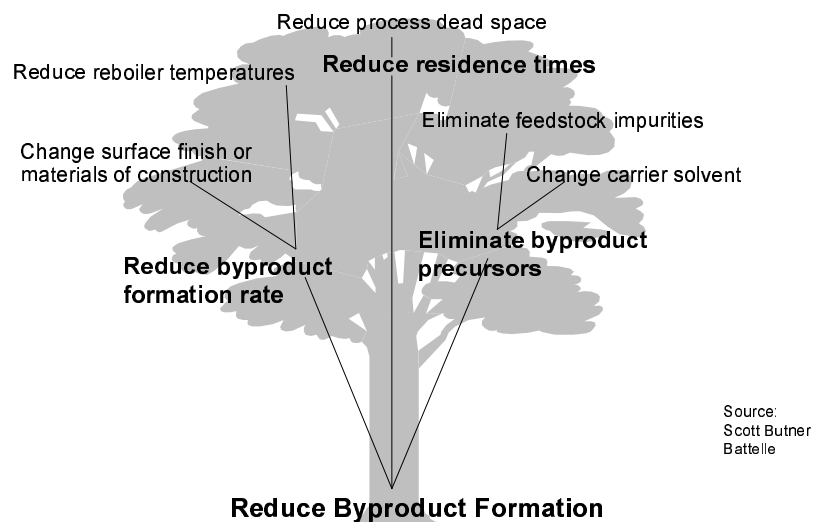 Reduce process dead space
Reduce residence times
Reduce reboiler temperatures
Eliminate feedstock impurities
Change surface finish or
materials of construction
Change carrier solvent
Eliminate byproduct
precursors
Reduce byproduct
formation rate
Source:
Scott Butner
Battelle
Reduce Byproduct Formation